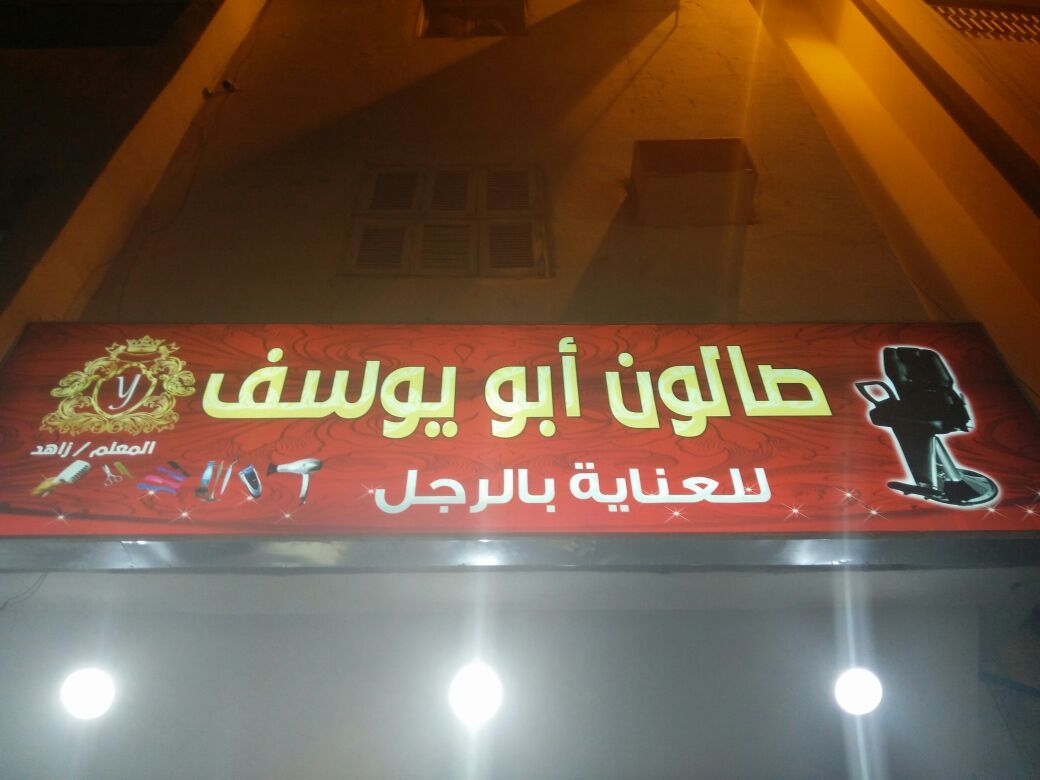 صالون أبو يوسف
للعناية بالرجل
y
المعلم / زاهد